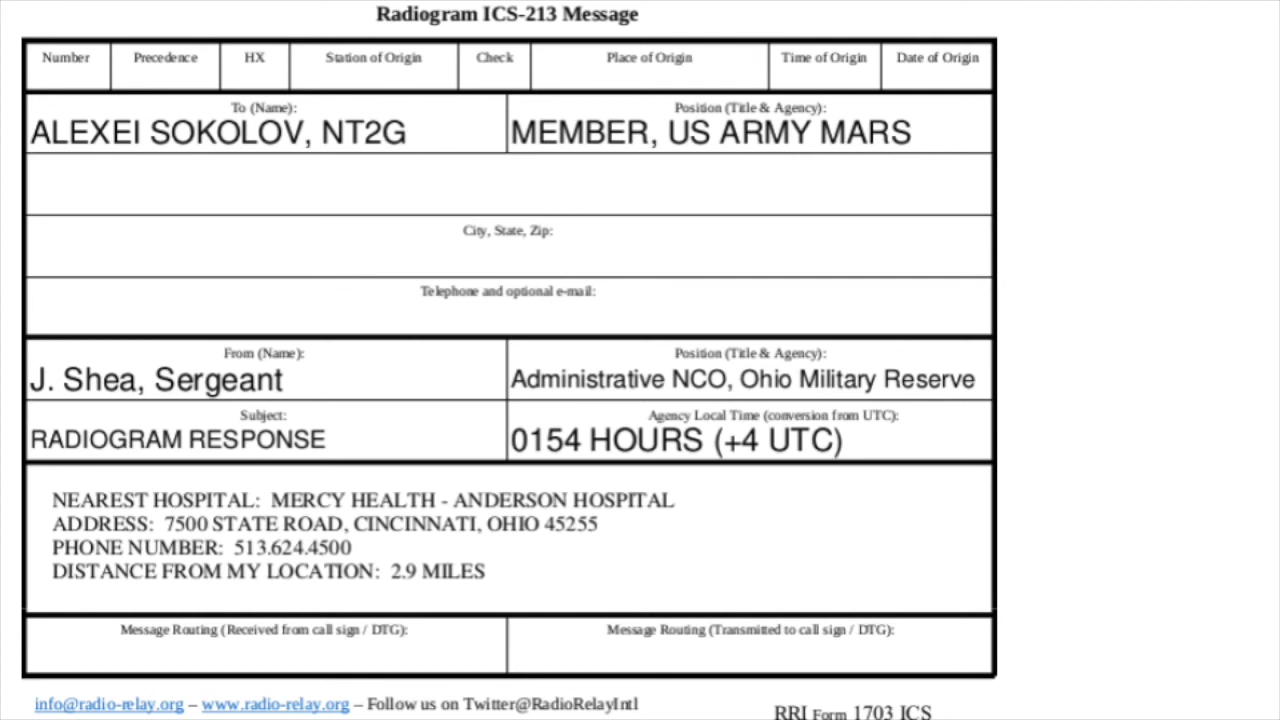 Radiogram ICS-213 Message
Number Precedence HX Station of Origin Check Place of Origin Time of Origin Date of Origin
To (Name): Position (Title & Agency):
ALEXEI SOKOLOV, NT2G MEMBER, US ARMY MARS
City, State, Zip:
Telephone and optional e-mail:
From (Name): Position (Title & Agency):
J. Shea, Sergeant Administrative NCO, Ohio Military Reserve
Subject: Agency Local Time (conversion from UTC):
RADIOGRAM RESPONSE 0154 HOURS (+4 UTC)
NEAREST HOSPITAL: MERCY HEALTH - ANDERSON HOSPITAL
ADDRESS: 7500 STATE ROAD, CINCINNATI, OHIO 45255
PHONE NUMBER: 513.624.4500
DISTANCE FROM MY LOCATION: 2.9 MILES
Message Routing (Received from call sign / DTG): Message Routing (Transmitted to call sign / DTG):
info@radio-relay.org – www.radio-relay.org – Follow us on Twitter@RadioRelayIntl
RRI Form 1703 ICS